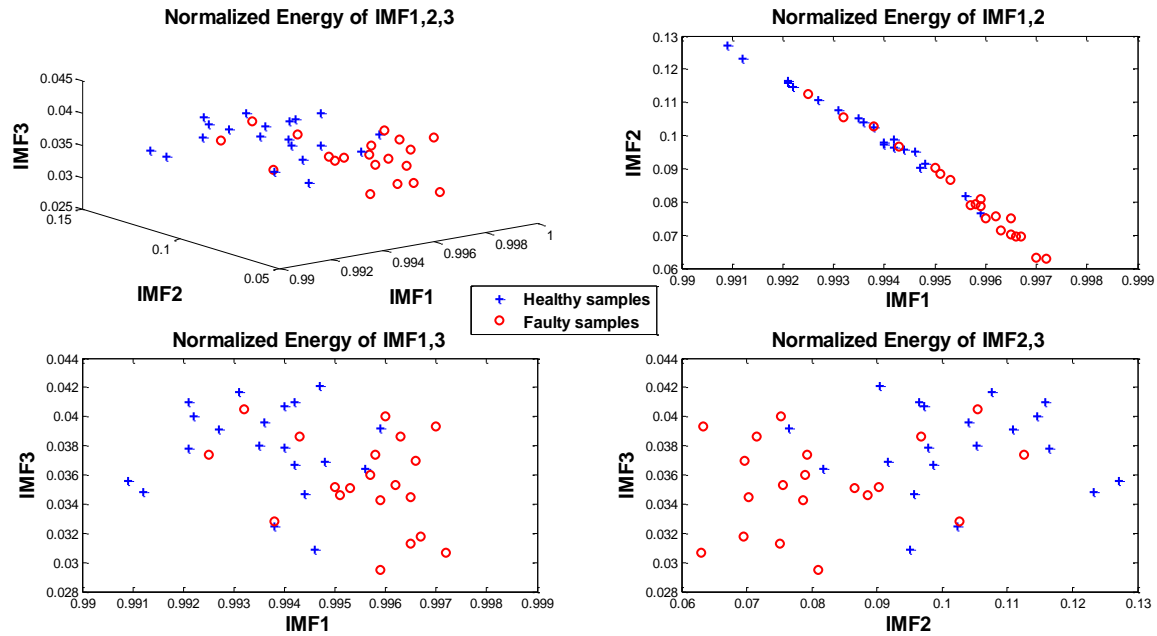 Normalized Energy of IMF1,2,3
0.045
0.04
0.035
0.03
0.025
0.15
0.1
0.05
0.99
0.992
0.994
0.996
0.998
1
IMF3
IMF2
IMF1
Normalized Energy of IMF1,2
0.13
0.12
0.11
0.1
0.09
0.08
0.07
0.06
0.99 0.991 0.992 0.993 0.994 0.995 0.996 0.997 0.998 0.999
IMF2
IMF1
Healthy samples
Faulty samples
Normalized Energy of IMF1,3
0.044
0.042
0.04
0.038
0.036
0.034
0.032
0.03
0.028
0.99 0.991 0.992 0.993 0.994 0.995 0.996 0.997 0.998 0.999
IMF3
IMF1
Normalized Energy of IMF2,3
0.044
0.042
0.04
0.038
0.036
0.034
0.032
0.03
0.028
0.06 0.07 0.08 0.09 0.1 0.11 0.12 0.13
IMF3
IMF2